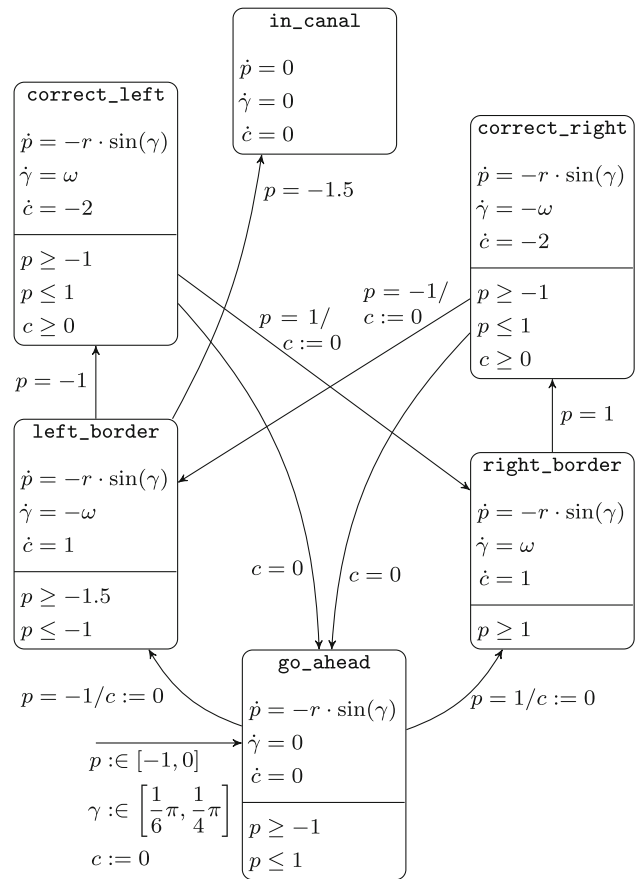 in_canal
ṗ = 0
γ̇ = 0
ċ = 0
correct_left
ṗ = −r · sin(γ)
γ̇ = ω
ċ = −2
p ≥ −1
p ≤ 1
c ≥ 0
correct_right
ṗ = −r · sin(γ)
γ̇ = −ω
ċ = −2
p ≥ −1
p ≤ 1
c ≥ 0
p = −1.5
p = 1/
c := 0
p = −1/
c := 0
p = −1
p = 1
left_border
ṗ = −r · sin(γ)
γ̇ = −ω
ċ = 1
p ≥ −1.5
p ≤ −1
right_border
ṗ = −r · sin(γ)
γ̇ = ω
ċ = 1
p ≥ 1
c = 0
c = 0
p = −1/c := 0
p = 1/c := 0
go_ahead
ṗ = −r · sin(γ)
γ̇ = 0
ċ = 0
p ≥ −1
p ≤ 1
p :∈ [−1, 0]
γ :∈ [1/6 π, 1/4 π]
c := 0